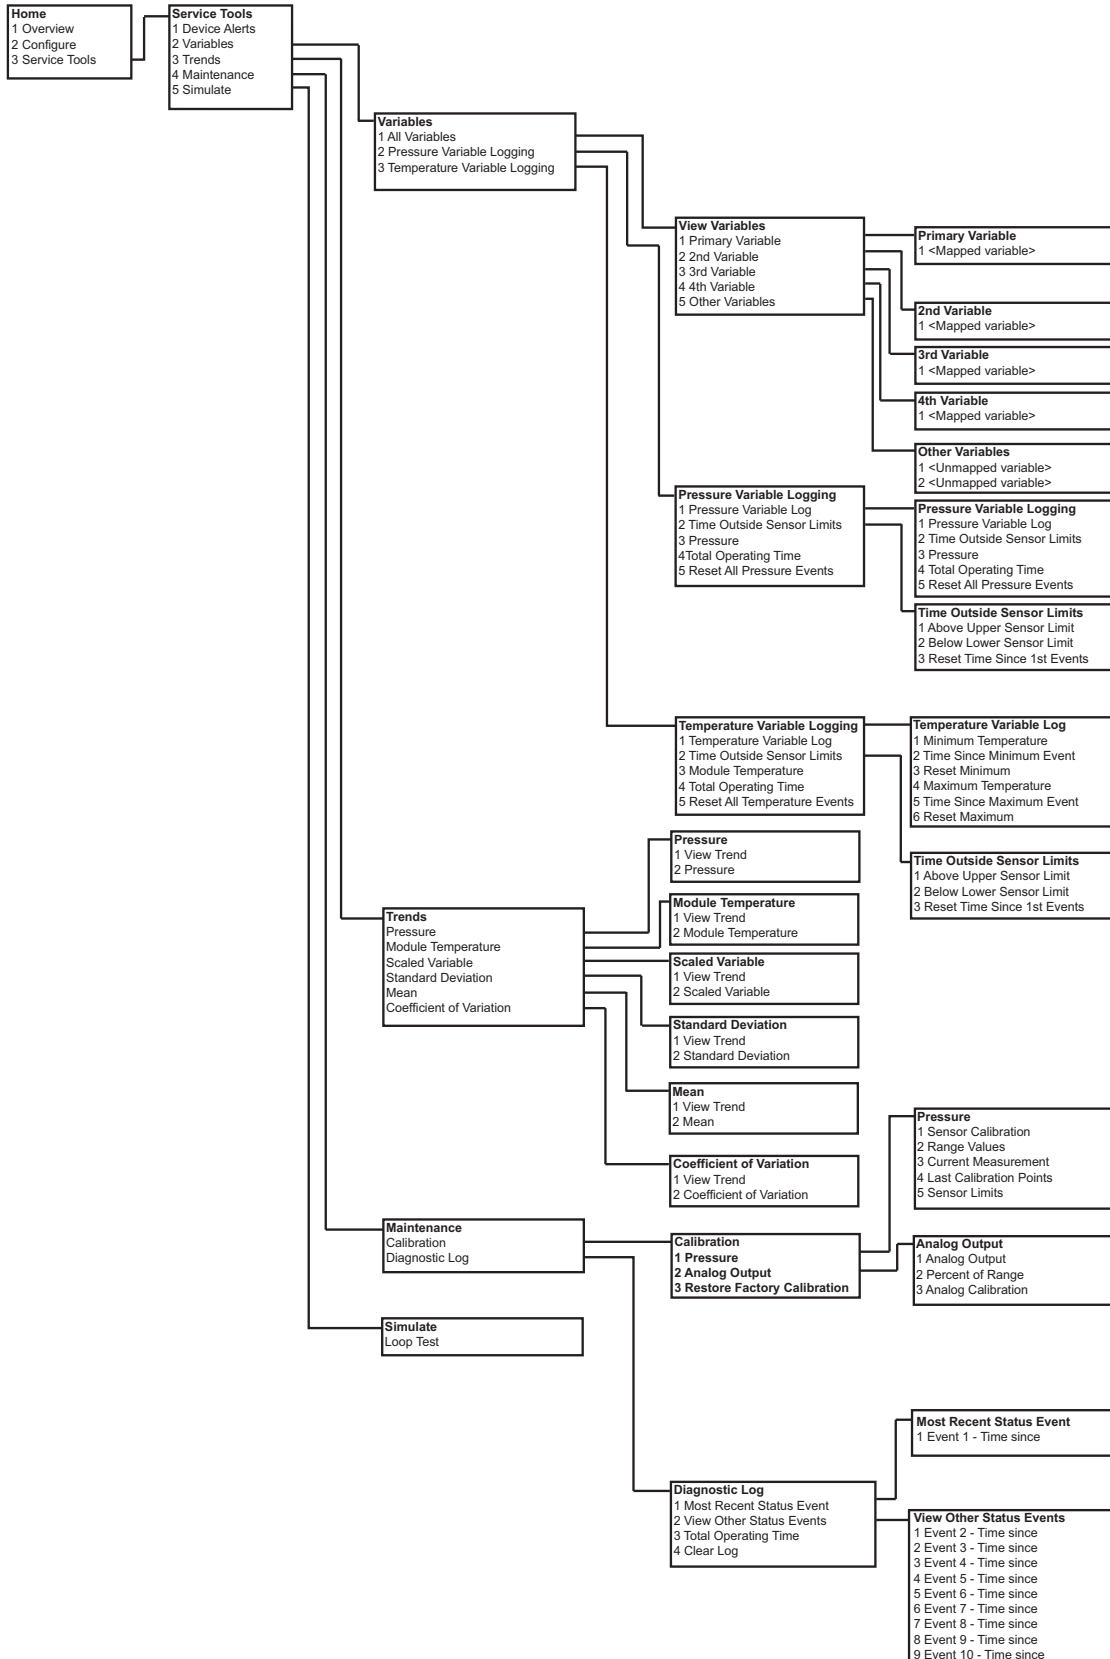 Home
1 Overview
2 Configure
3 Service Tools
Service Tools
1 Device Alerts
2 Variables
3 Trends
4 Maintenance
5 Simulate
Variables
1 All Variables
2 Pressure Variable Logging
3 Temperature Variable Logging
View Variables
1 Primary Variable
2 2nd Variable
3 3rd Variable
4 4th Variable
5 Other Variables
Primary Variable
1 <Mapped variable>
2nd Variable
1 <Mapped variable>
3rd Variable
1 <Mapped variable>
4th Variable
1 <Mapped variable>
Other Variables
1 <Unmapped variable>
2 <Unmapped variable>
Pressure Variable Logging
1 Pressure Variable Log
2 Time Outside Sensor Limits
3 Pressure
4Total Operating Time
5 Reset All Pressure Events
Pressure Variable Logging
1 Pressure Variable Log
2 Time Outside Sensor Limits
3 Pressure
4 Total Operating Time
5 Reset All Pressure Events
Time Outside Sensor Limits
1 Above Upper Sensor Limit
2 Below Lower Sensor Limit
3 Reset Time Since 1st Events
Temperature Variable Logging
1 Temperature Variable Log
2 Time Outside Sensor Limits
3 Module Temperature
4 Total Operating Time
5 Reset All Temperature Events
Temperature Variable Log
1 Minimum Temperature
2 Time Since Minimum Event
3 Reset Minimum
4 Maximum Temperature
5 Time Since Maximum Event
6 Reset Maximum
Time Outside Sensor Limits
1 Above Upper Sensor Limit
2 Below Lower Sensor Limit
3 Reset Time Since 1st Events
Trends
Pressure
Module Temperature
Scaled Variable
Standard Deviation
Mean
Coefficient of Variation
Pressure
1 View Trend
2 Pressure
Module Temperature
1 View Trend
2 Module Temperature
Scaled Variable
1 View Trend
2 Scaled Variable
Standard Deviation
1 View Trend
2 Standard Deviation
Mean
1 View Trend
2 Mean
Coefficient of Variation
1 View Trend
2 Coefficient of Variation
Maintenance
Calibration
Diagnostic Log
Calibration
1 Pressure
2 Analog Output
3 Restore Factory Calibration
Pressure
1 Sensor Calibration
2 Range Values
3 Current Measurement
4 Last Calibration Points
5 Sensor Limits
Analog Output
1 Analog Output
2 Percent of Range
3 Analog Calibration
Simulate
Loop Test
Diagnostic Log
1 Most Recent Status Event
2 View Other Status Events
3 Total Operating Time
4 Clear Log
Most Recent Status Event
1 Event 1 - Time since
View Other Status Events
1 Event 2 - Time since
2 Event 3 - Time since
3 Event 4 - Time since
4 Event 5 - Time since
5 Event 6 - Time since
6 Event 7 - Time since
7 Event 8 - Time since
8 Event 9 - Time since
9 Event 10 - Time since